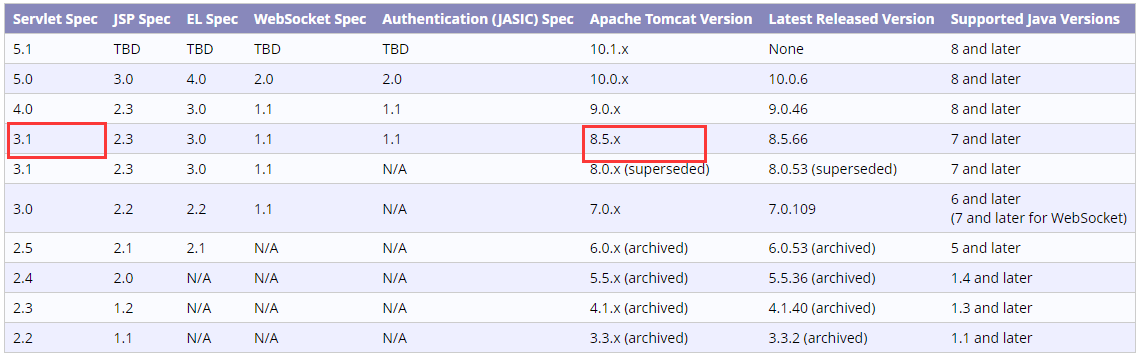 Servlet Spec JSP Spec EL Spec WebSocket Spec Authentication (JASIC) Spec Apache Tomcat Version Latest Released Version Supported Java Versions
5.1 TBD TBD TBD TBD 10.1.x None 8 and later
5.0 3.0 4.0 2.0 2.0 10.0.x 10.0.6 8 and later
4.0 2.3 3.0 1.1 1.1 9.0.x 9.0.46 8 and later
3.1 2.3 3.0 1.1 1.1 8.5.x 8.5.66 7 and later
3.1 2.3 3.0 1.1 N/A 8.0.x (superseded) 8.0.53 (superseded) 7 and later
3.0 2.2 2.2 1.1 N/A 7.0.x 7.0.109 6 and later
(7 and later for WebSocket)
2.5 2.1 2.1 N/A N/A 6.0.x (archived) 6.0.53 (archived) 5 and later
2.4 2.0 N/A N/A N/A 5.5.x (archived) 5.5.36 (archived) 1.4 and later
2.3 1.2 N/A N/A N/A 4.1.x (archived) 4.1.40 (archived) 1.3 and later
2.2 1.1 N/A N/A N/A 3.3.x (archived) 3.3.2 (archived) 1.1 and later